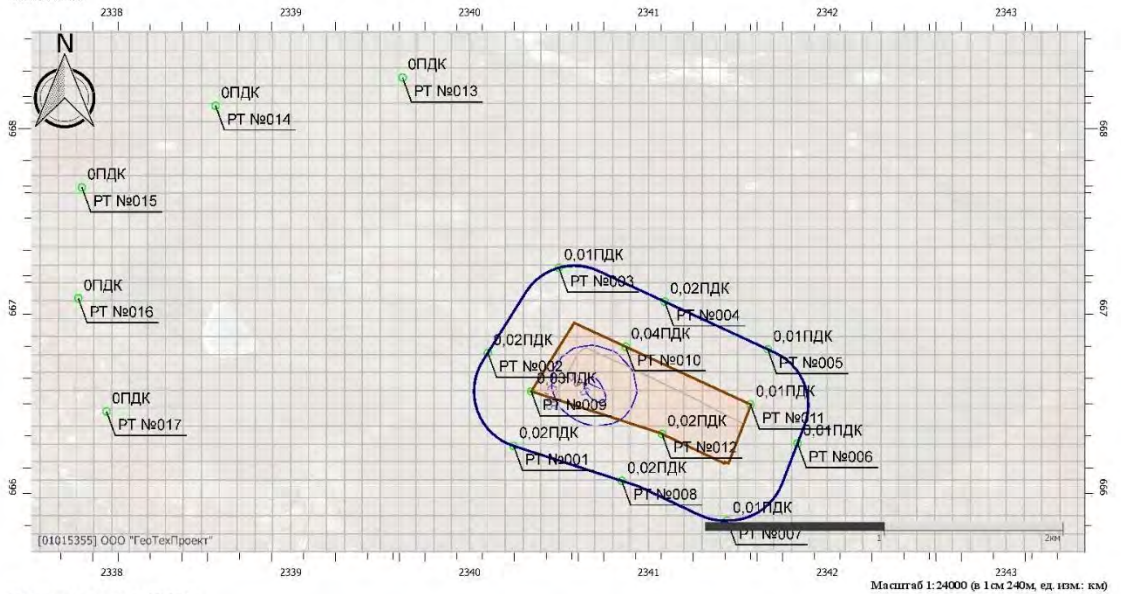 2338 2339 2340 2341 2342 2343
N
0ПДК
РТ №013
0ПДК
РТ №014
668
668
0ПДК
РТ №015
0,01ПДК
РТ №003
0ПДК
РТ №016
0,02ПДК
РТ №004
667
667
0,02ПДК
РТ №002
0,04ПДК
РТ №010
0,01ПДК
РТ №005
0,03ПДК
РТ №009
0,01ПДК
РТ №011
0ПДК
РТ №017
0,02ПДК
РТ №012
0,01ПДК
РТ №006
0,02ПДК
РТ №001
0,02ПДК
РТ №008
666
666
0,01ПДК
РТ №007
[01015355] ООО "ГеоТехПроект"
1 2км
2338 2339 2340 2341 2342 2343
Масштаб 1:24000 (в 1см 240м, ед. изм.: км)